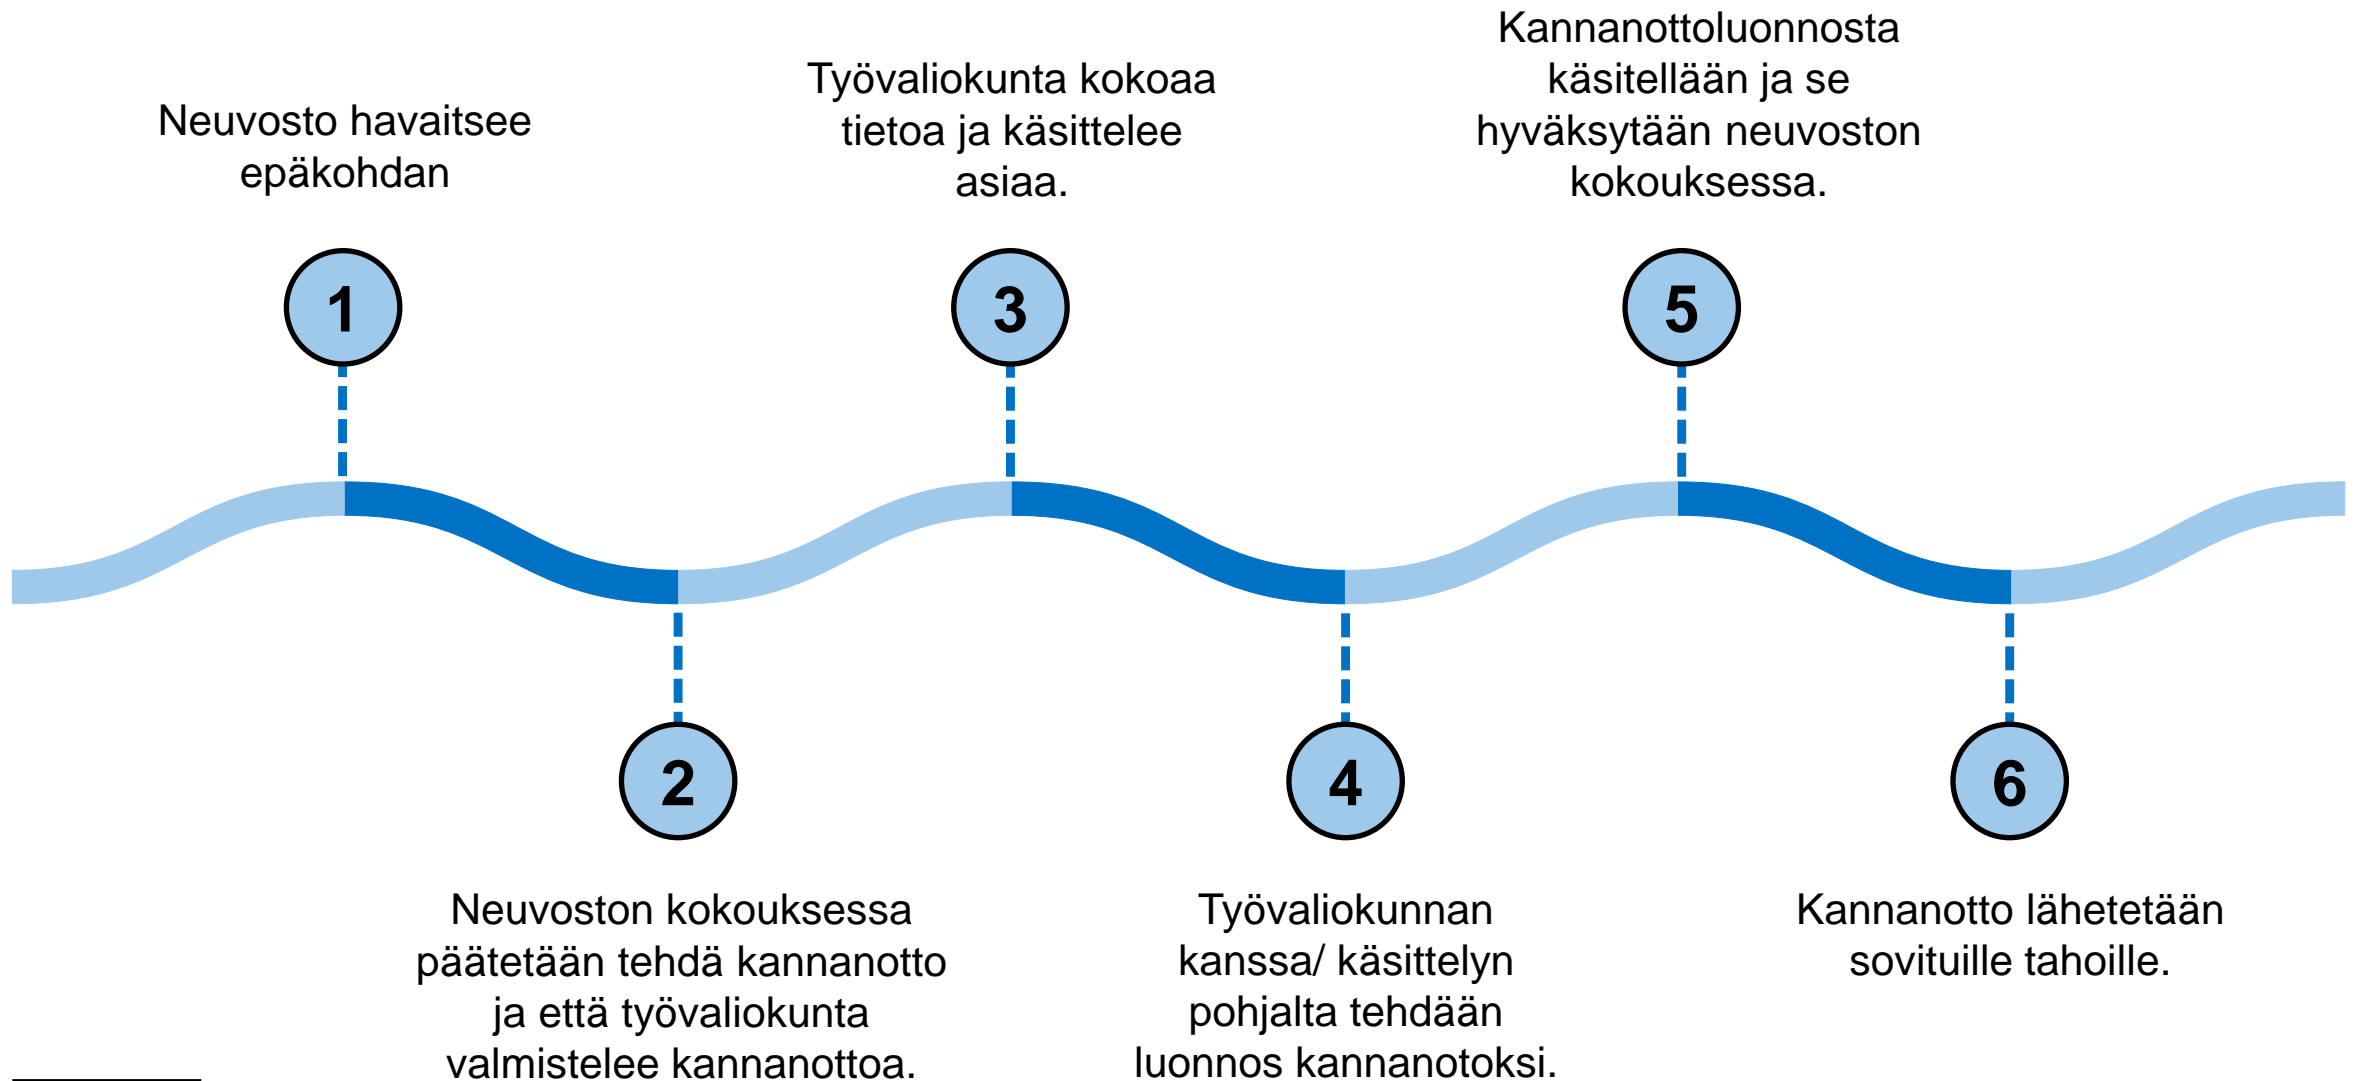 Neuvosto havaitsee
epäkohdan
1
Neuvoston kokouksessa
päätetään tehdä kannanotto
ja että työvaliokunta
valmistelee kannanottoa.
2
Työvaliokunta kokoaa
tietoa ja käsittelee
asiaa.
3
Työvaliokunnan
kanssa/ käsittelyn
pohjalta tehdään
luonnos kannanotoksi.
4
Kannanottoluonnosta
käsitellään ja se
hyväksytään neuvoston
kokouksessa.
5
Kannanotto lähetetään
sovituille tahoille.
6